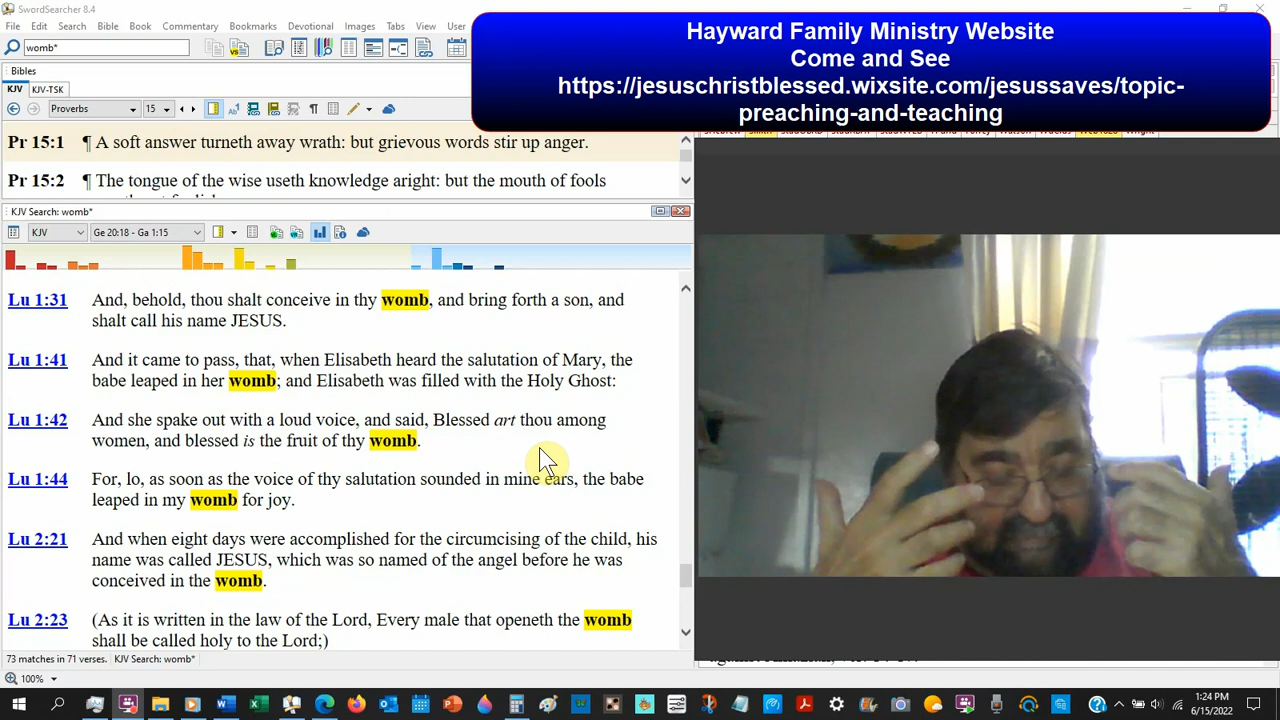 SwordSearcher 8.4
File Edit Search Bible Book Commentary Maps Tabs View User
Hayward Family Ministry Website
Come and See
https://jesuschristblessed.wixsite.com/jesussaves/topic-
preaching-and-teaching
womb*
Bibles
KJV KJV-TSK
Proverbs 15
Pr 15:1 ¶ A soft answer turneth away wrath: but grievous words stir up anger.
Pr 15:2 ¶ The tongue of the wise useth knowledge aright: but the mouth of fools
KJV Search: womb*
KJV Ge 20:18 - Ga 1:15
Lu 1:31 And, behold, thou shalt conceive in thy womb, and bring forth a son, and
shalt call his name JESUS.
Lu 1:41 And it came to pass, that, when Elisabeth heard the salutation of Mary, the
babe leaped in her womb; and Elisabeth was filled with the Holy Ghost:
Lu 1:42 And she spake out with a loud voice, and said, Blessed art thou among
women, and blessed is the fruit of thy womb.
Lu 1:44 For, lo, as soon as the voice of thy salutation sounded in mine ears, the babe
leaped in my womb for joy.
Lu 2:21 And when eight days were accomplished for the circumcising of the child, his
name was called JESUS, which was so named of the angel before he was
conceived in the womb.
Lu 2:23 (As it is written in the law of the Lord, Every male that openeth the womb
shall be called holy to the Lord;)
73 matches in 71 verses. KJV Search: womb*
100%
1:24 PM
6/15/2022